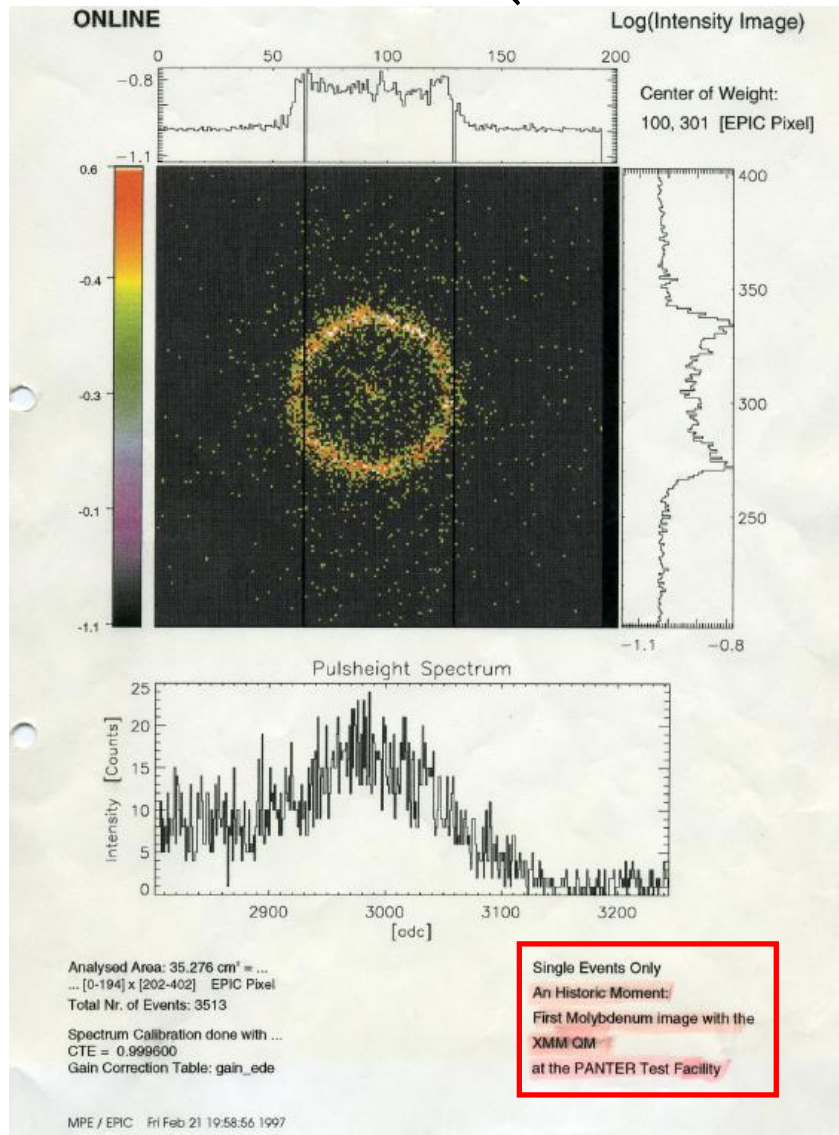 ONLINE
Log(Intensity Image)
0 50 100 150 200
-0.8
-1.1
Center of Weight:
100, 301 [EPIC Pixel]
0.6
-0.4
-0.3
-0.1
-1.1
400
350
300
250
-1.1 -0.8
Pulsheight Spectrum
25
20
15
10
5
0
Intensity [Counts]
2900 3000 3100 3200
[adc]
Analysed Area: 35.276 cm² = ...
... [0-194] x [202-402] EPIC Pixel
Total Nr. of Events: 3513
Spectrum Calibration done with ...
CTE = 0.999600
Gain Correction Table: gain_ede
Single Events Only
An Historic Moment:
First Molybdenum image with the
XMM QM
at the PANTER Test Facility
MPE / EPIC Fri Feb 21 19:58:56 1997